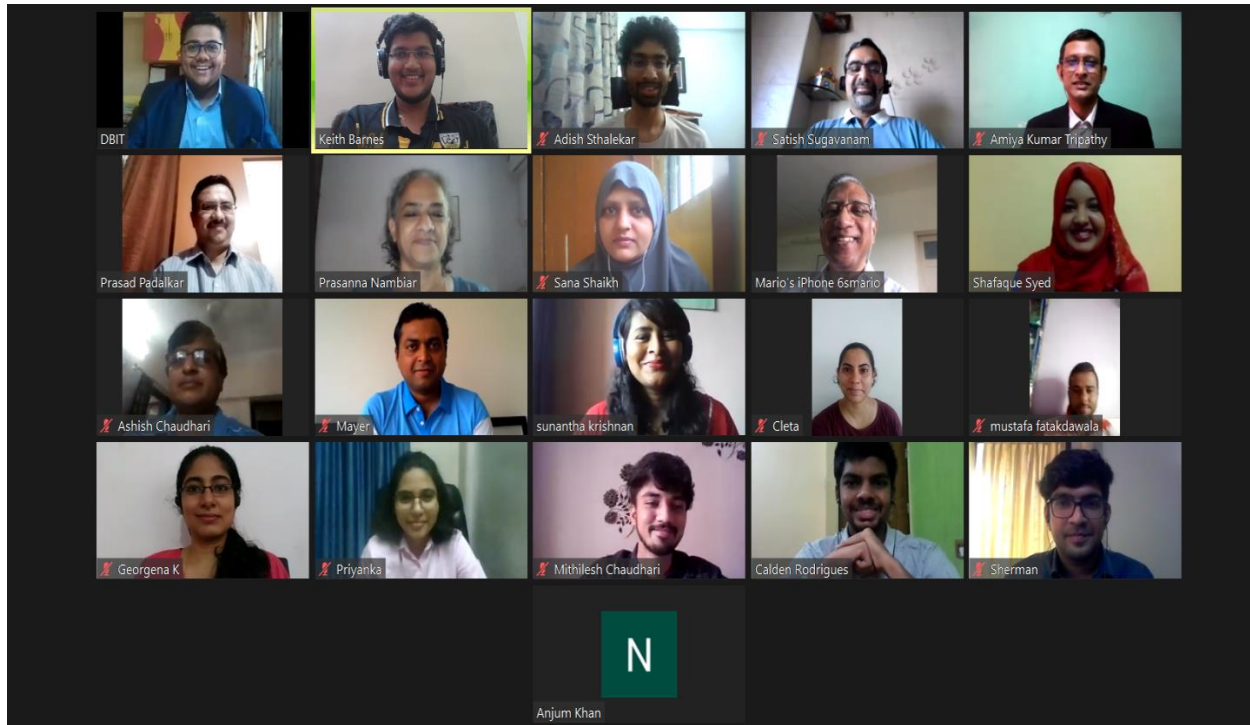 DBIT
Keith Barnes
Adish Sthalekar
Satish Sugavanam
Amiya Kumar Tripathy
Prasad Padalkar
Prasanna Nambiar
Sana Shaikh
Mario's iPhone 6smario
Shafaque Syed
Ashish Chaudhari
Mayer
sunantha krishnan
Cleta
mustafa fatakdawala
Georgena K
Priyanka
Mithilesh Chaudhari
Calden Rodrigues
Sherman
N
Anjum Khan